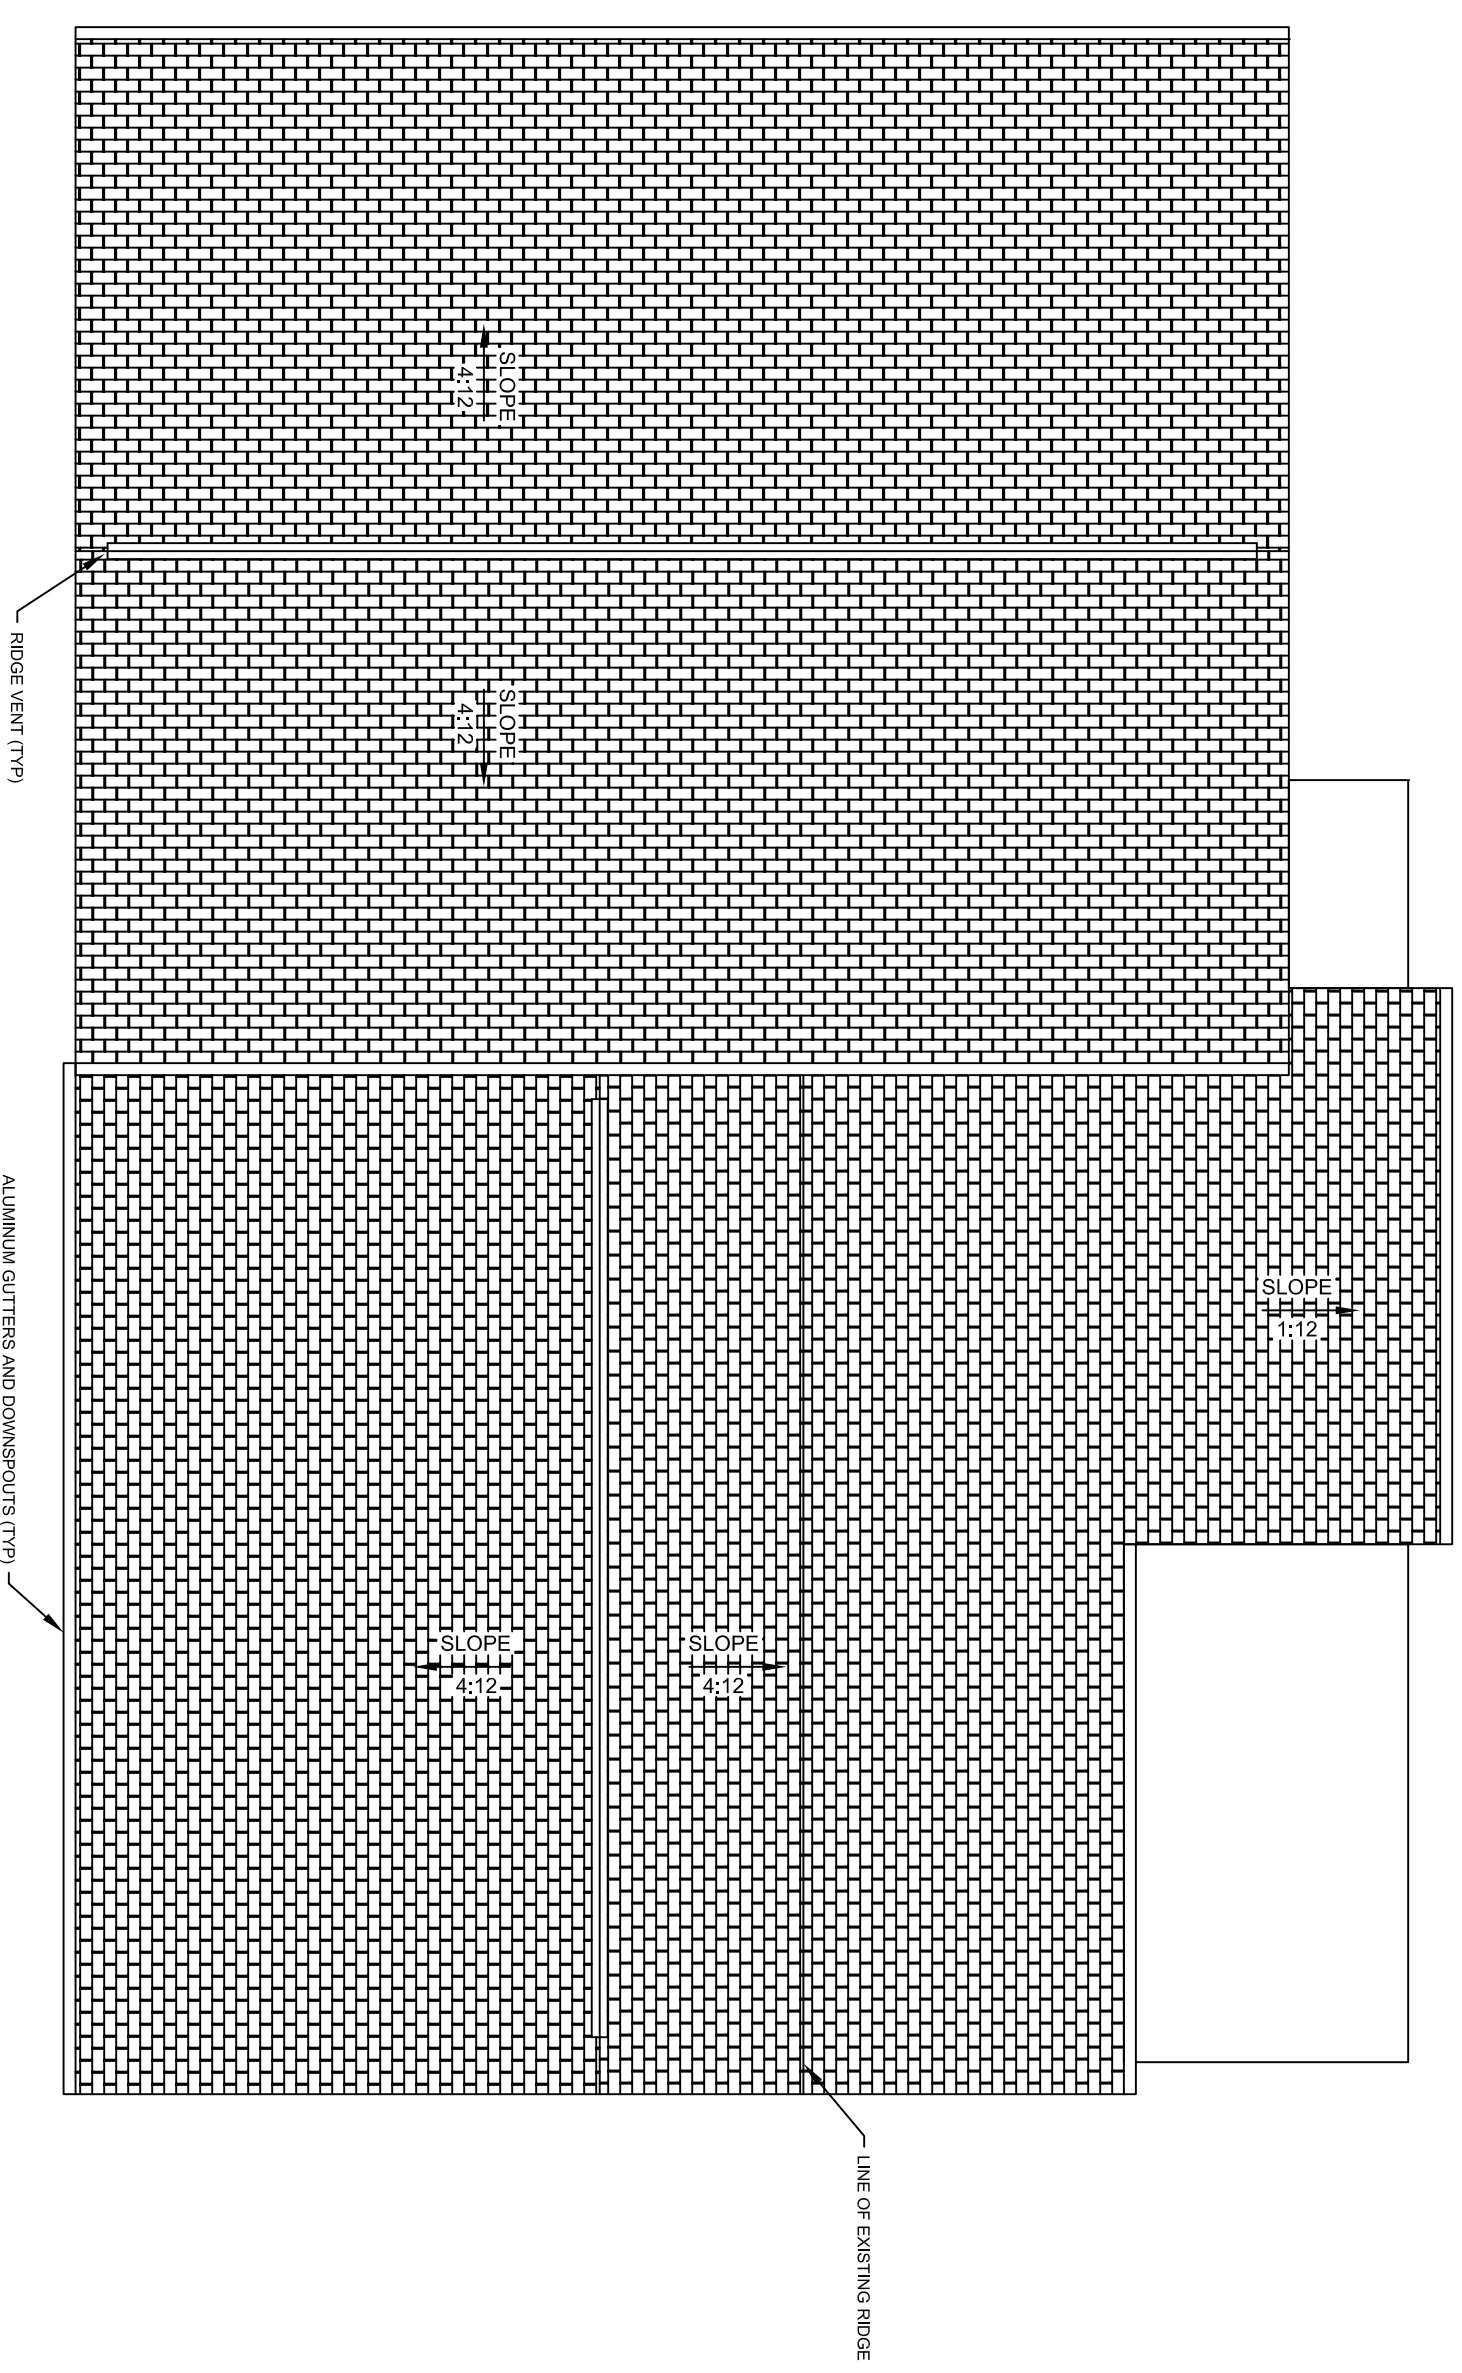 SLOPE
4:12
RIDGE VENT (TYP)
SLOPE
4:12
SLOPE
1:12
ALUMINUM GUTTERS AND DOWNSPOUTS (TYP)
SLOPE
4:12
SLOPE
4:12
LINE OF EXISTING RIDGE